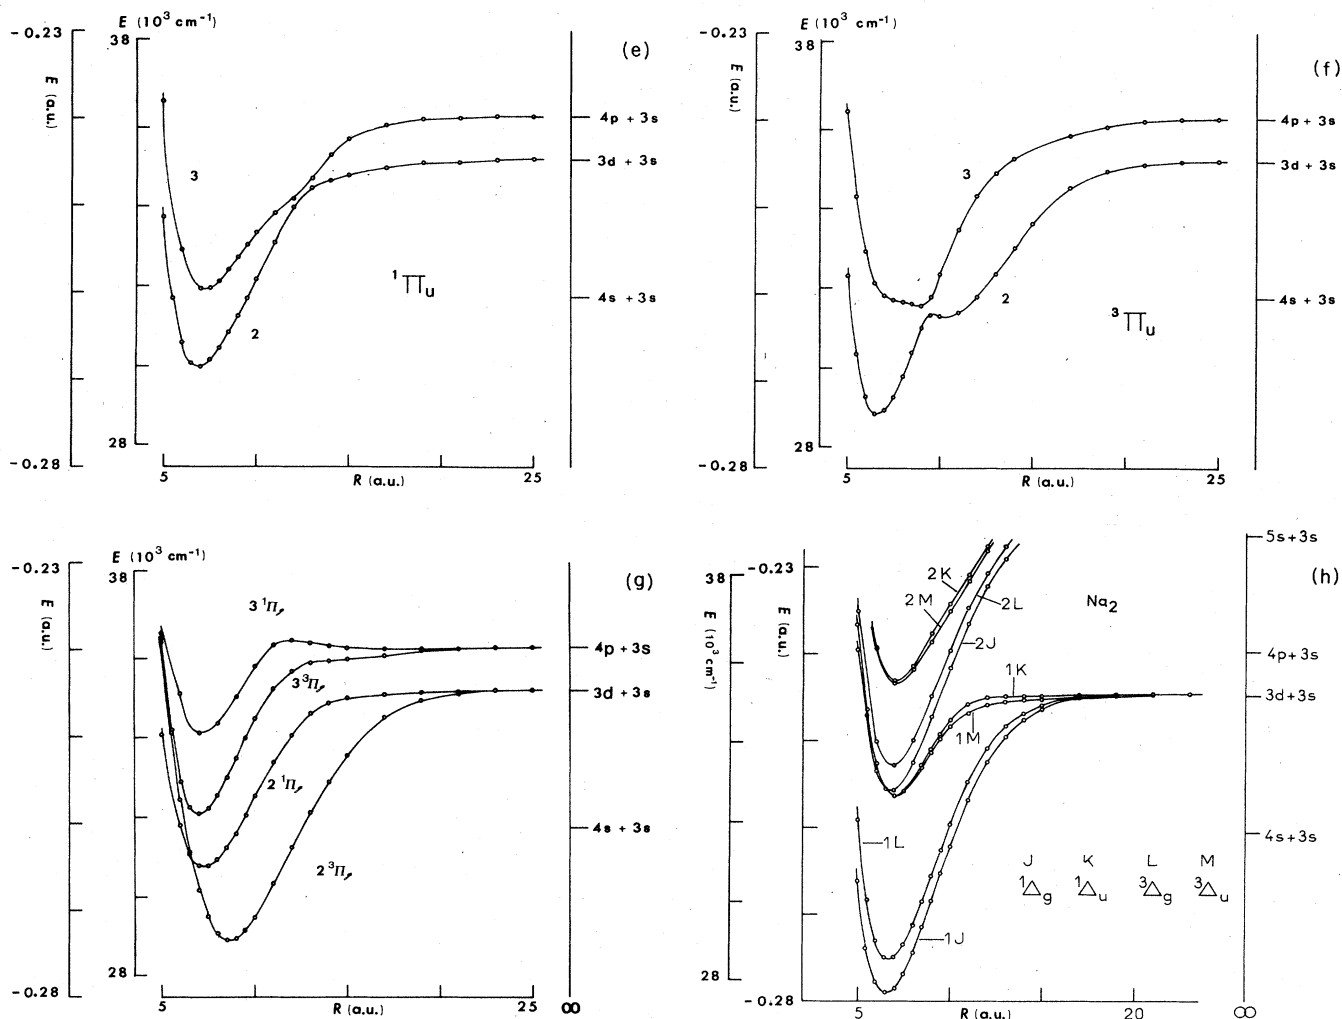 E (10³ cm⁻¹)
-0.23
38
(e)
E (a.u.)
4p + 3s
3d + 3s
3
¹Πu
4s + 3s
2
28
-0.28
5
R (a.u.)
25
E (10³ cm⁻¹)
-0.23
38
(f)
E (a.u.)
4p + 3s
3d + 3s
3
2
4s + 3s
³Πu
28
-0.28
5
R (a.u.)
25
E (10³ cm⁻¹)
-0.23
38
(g)
E (a.u.)
3 ¹Πg
4p + 3s
3 ³Πg
3d + 3s
2 ¹Πg
4s + 3s
2 ³Πg
28
-0.28
5
R (a.u.)
25
∞
-0.23
38
5s+3s
(h)
2K
2M
2L
Na₂
E (10³ cm⁻¹)
E (a.u.)
2J
4p+3s
1K
3d+3s
1M
1L
4s+3s
J K L M
¹Δg ¹Δu ³Δg ³Δu
1J
28
-0.28
5
R (a.u.)
20
∞